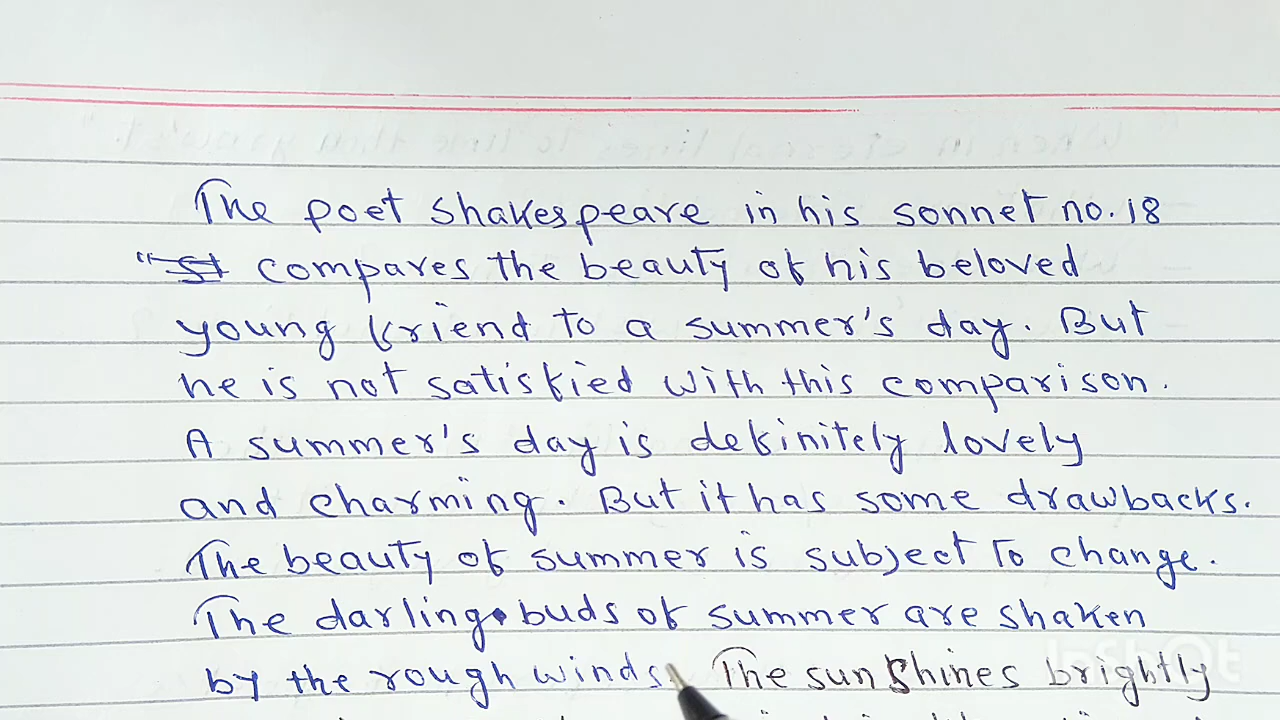 The poet Shakespeare in his sonnet no. 18
" compares the beauty of his beloved
young friend to a summer's day. But
he is not satisfied with this comparison.
A summer's day is definitely lovely
and charming. But it has some drawbacks.
The beauty of summer is subject to change.
The darling buds of summer are shaken
by the rough winds. The sun shines brightly
InShot